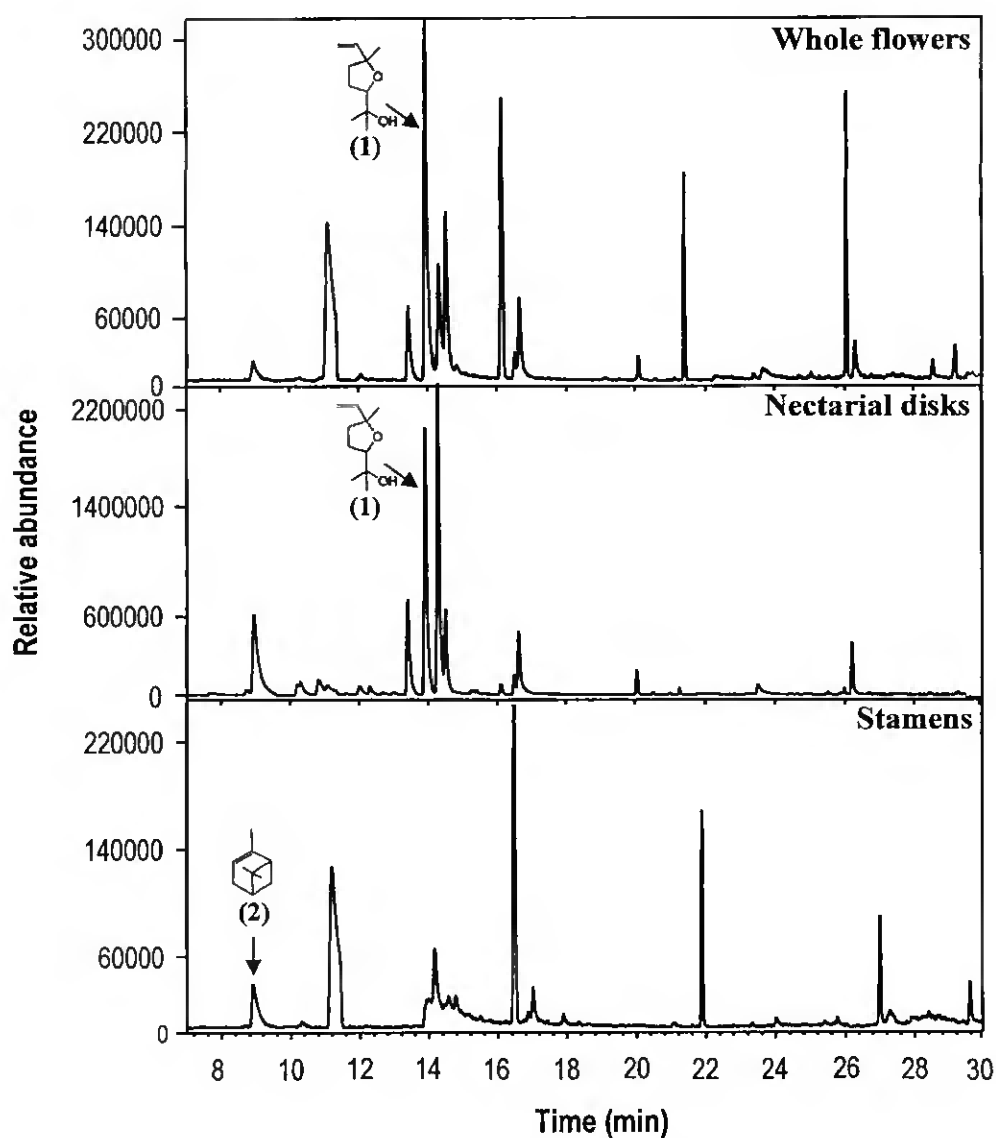 Relative abundance
Whole flowers
300000
220000
140000
60000
0
O
OH
(1)
Nectarial disks
2200000
1400000
600000
0
O
OH
(1)
Stamens
220000
140000
60000
0
(2)
8 10 12 14 16 18 20 22 24 26 28 30
Time (min)